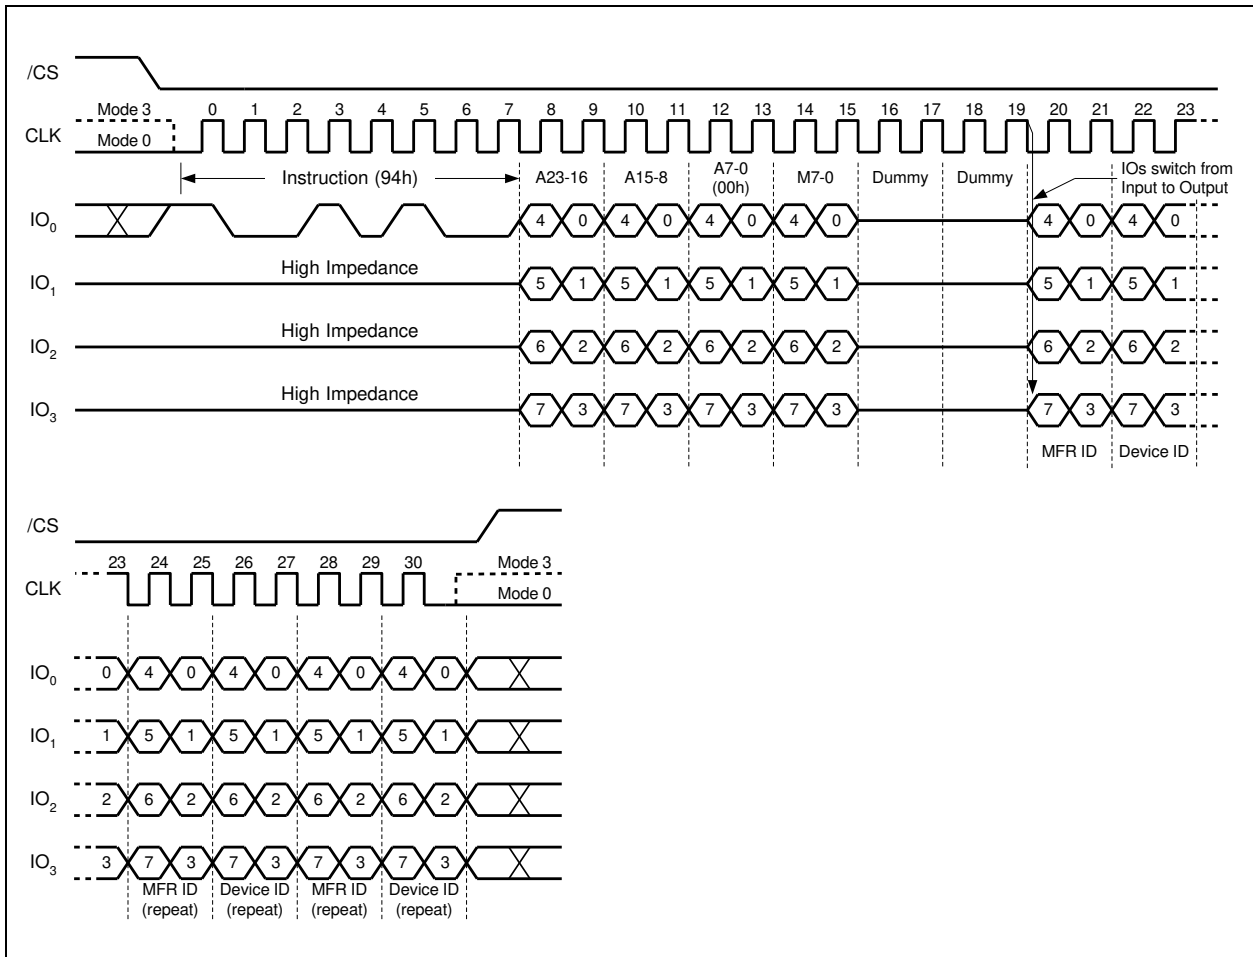 /CS
Mode 3 0 1 2 3 4 5 6 7 8 9 10 11 12 13 14 15 16 17 18 19 20 21 22 23
CLK Mode 0
Instruction (94h) A23-16 A15-8 A7-0 (00h) M7-0 Dummy Dummy IOs switch from Input to Output
IO0 4 0 4 0 4 0 4 0 4 0 4 0
High Impedance
IO1 5 1 5 1 5 1 5 1 5 1 5 1
High Impedance
IO2 6 2 6 2 6 2 6 2 6 2 6 2
High Impedance
IO3 7 3 7 3 7 3 7 3 7 3 7 3
MFR ID Device ID
/CS
23 24 25 26 27 28 29 30 Mode 3
CLK Mode 0
IO0 0 4 0 4 0 4 0 4 0
IO1 1 5 1 5 1 5 1 5 1
IO2 2 6 2 6 2 6 2 6 2
IO3 3 7 3 7 3 7 3 7 3
MFR ID Device ID MFR ID Device ID
(repeat) (repeat) (repeat) (repeat)